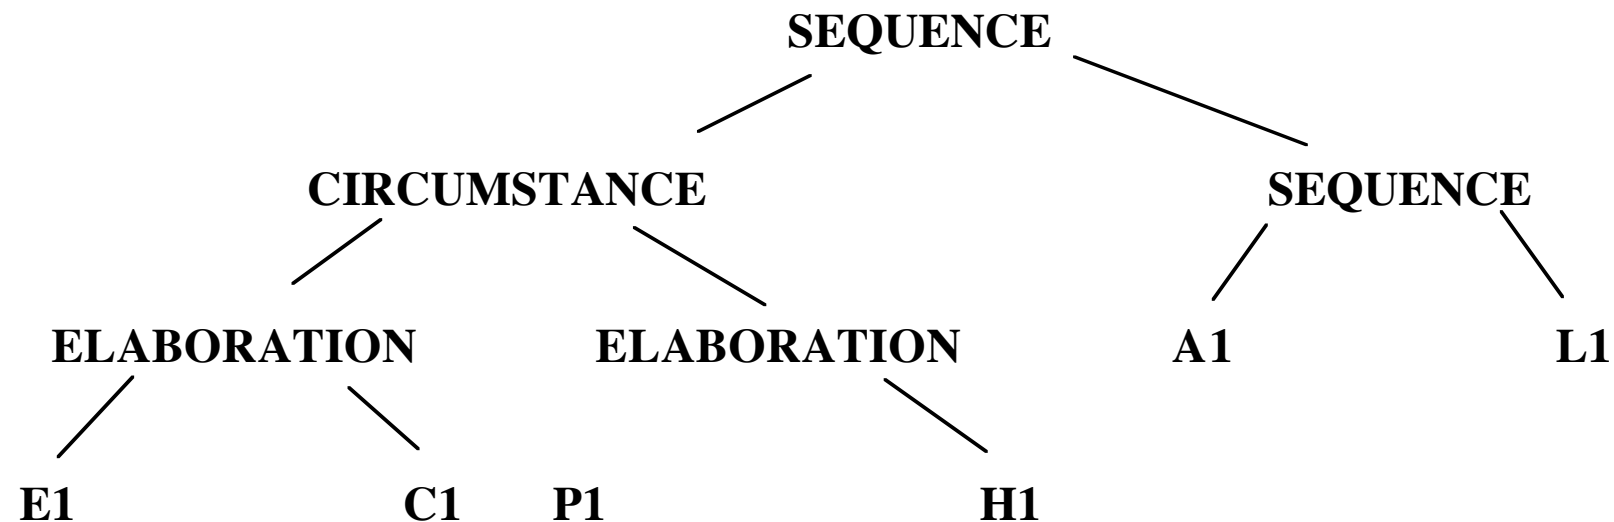 SEQUENCE
CIRCUMSTANCE SEQUENCE
ELABORATION ELABORATION A1 L1
E1 C1 P1 H1